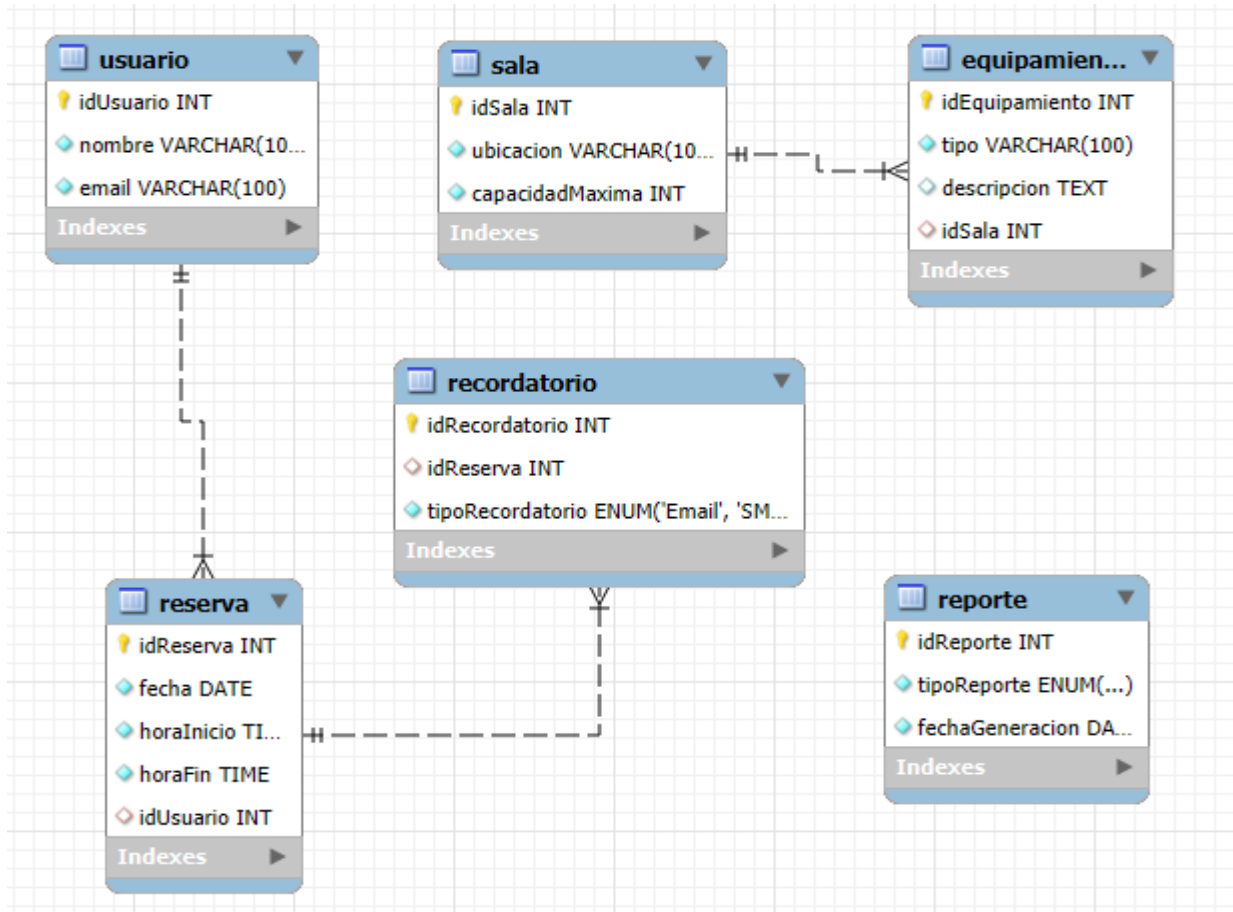 usuario
idUsuario INT
nombre VARCHAR(10...
email VARCHAR(100)
Indexes
sala
idSala INT
ubicacion VARCHAR(10...
capacidadMaxima INT
Indexes
equipamien...
idEquipamiento INT
tipo VARCHAR(100)
descripcion TEXT
idSala INT
Indexes
recordatorio
idRecordatorio INT
idReserva INT
tipoRecordatorio ENUM('Email', 'SM...
Indexes
reserva
idReserva INT
fecha DATE
horaInicio TI...
horaFin TIME
idUsuario INT
Indexes
reporte
idReporte INT
tipoReporte ENUM(...)
fechaGeneracion DA...
Indexes